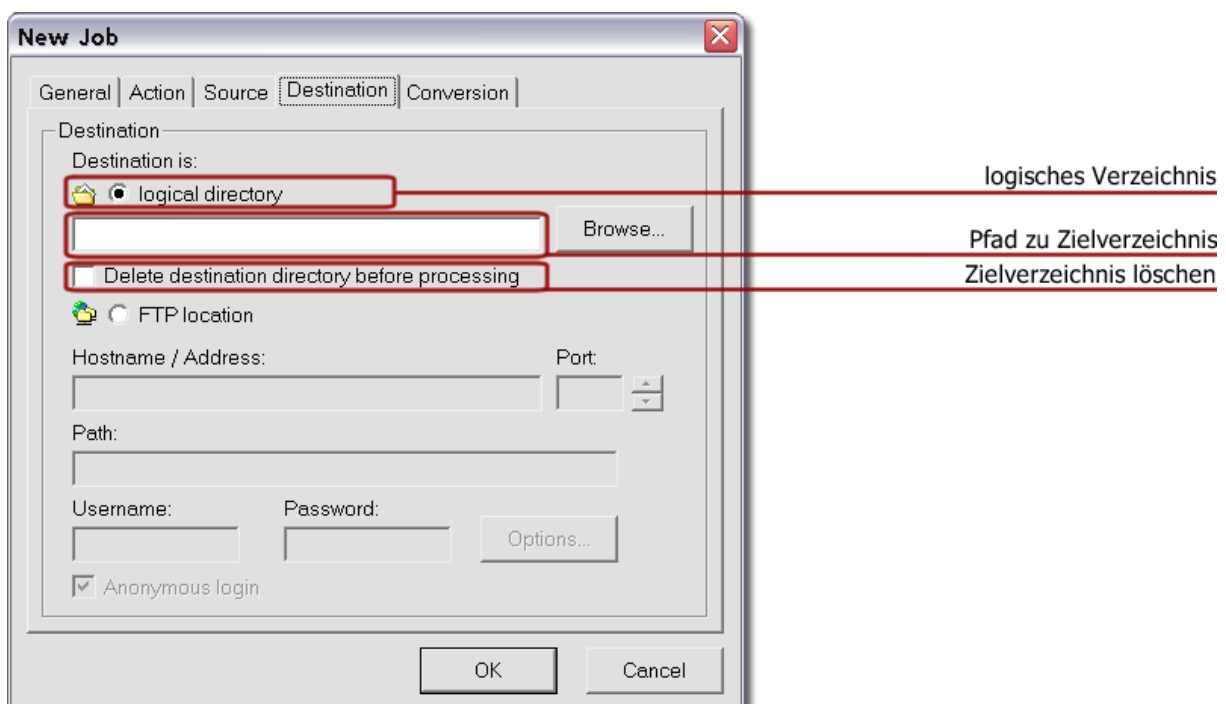 New Job
General Action Source Destination Conversion
Destination
Destination is:
logical directory
logisches Verzeichnis
Browse...
Pfad zu Zielverzeichnis
Delete destination directory before processing
Zielverzeichnis löschen
FTP location
Hostname / Address: Port:
Path:
Username: Password:
Options...
Anonymous login
OK Cancel